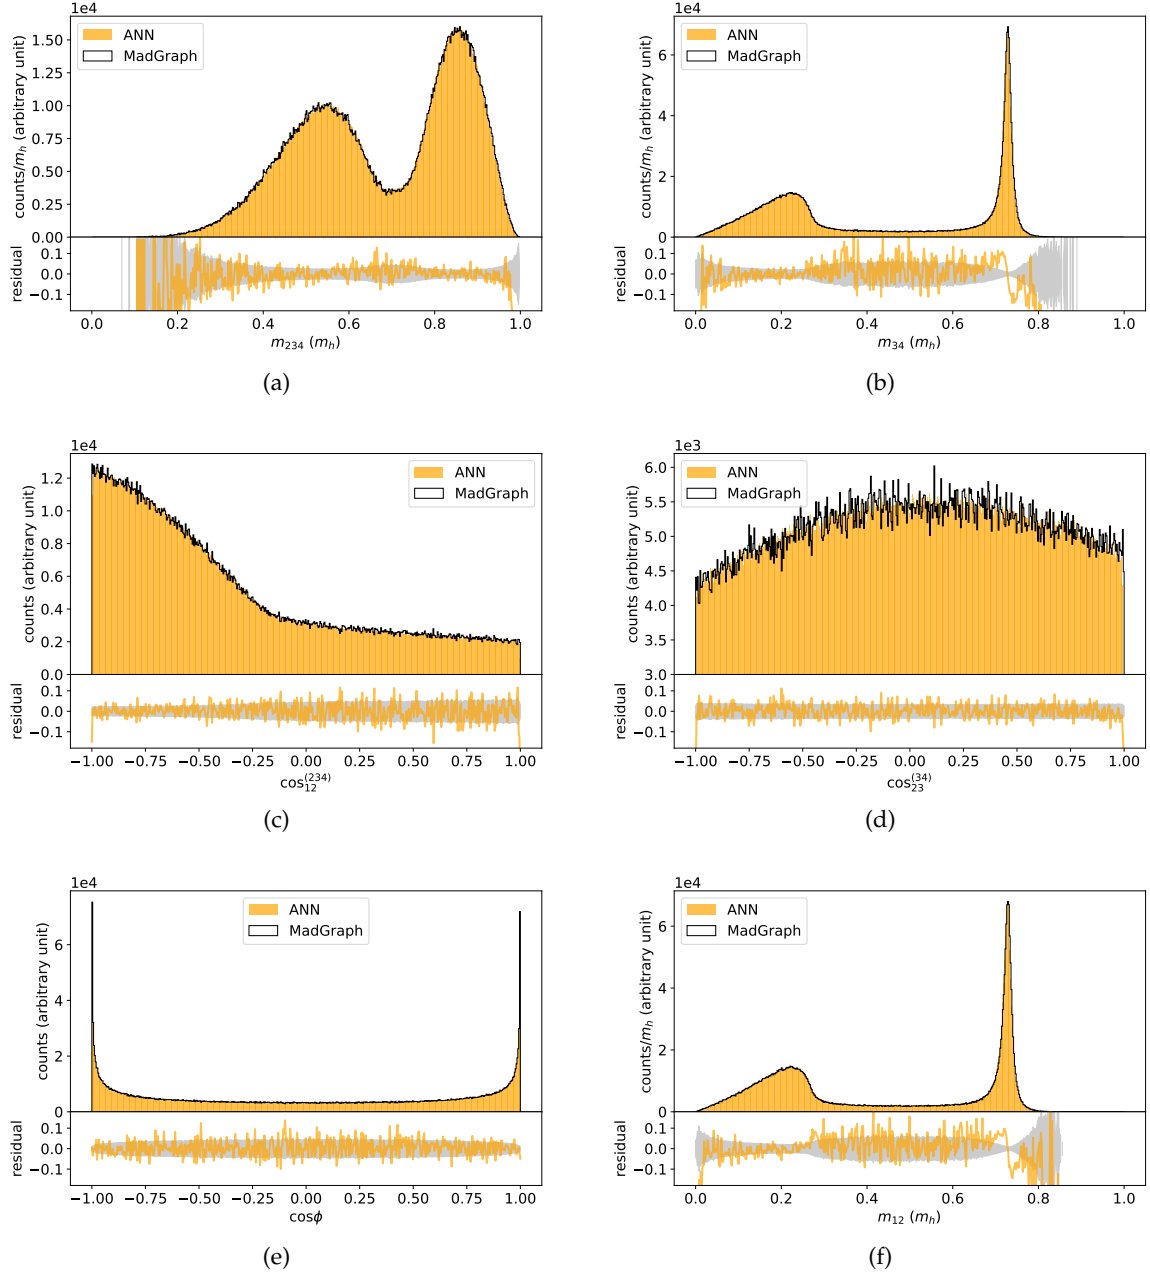 1e4
ANN
MadGraph
counts/m_h (arbitrary unit)
1.50
1.25
1.00
0.75
0.50
0.25
0.00
residual
0.1
0.0
−0.1
0.0 0.2 0.4 0.6 0.8 1.0
m_234 (m_h)
(a)
1e4
ANN
MadGraph
counts/m_h (arbitrary unit)
6
4
2
0
residual
0.1
0.0
−0.1
0.0 0.2 0.4 0.6 0.8 1.0
m_34 (m_h)
(b)
1e4
ANN
MadGraph
counts (arbitrary unit)
1.2
1.0
0.8
0.6
0.4
0.2
0.0
residual
0.1
0.0
−0.1
−1.00 −0.75 −0.50 −0.25 0.00 0.25 0.50 0.75 1.00
cos_12^(234)
(c)
1e3
ANN
MadGraph
counts (arbitrary unit)
6.0
5.5
5.0
4.5
4.0
3.5
3.0
residual
0.1
0.0
−0.1
−1.00 −0.75 −0.50 −0.25 0.00 0.25 0.50 0.75 1.00
cos_23^(34)
(d)
1e4
ANN
MadGraph
counts (arbitrary unit)
6
4
2
0
residual
0.1
0.0
−0.1
−1.00 −0.75 −0.50 −0.25 0.00 0.25 0.50 0.75 1.00
cosϕ
(e)
1e4
ANN
MadGraph
counts/m_h (arbitrary unit)
6
4
2
0
residual
0.1
0.0
−0.1
0.0 0.2 0.4 0.6 0.8 1.0
m_12 (m_h)
(f)